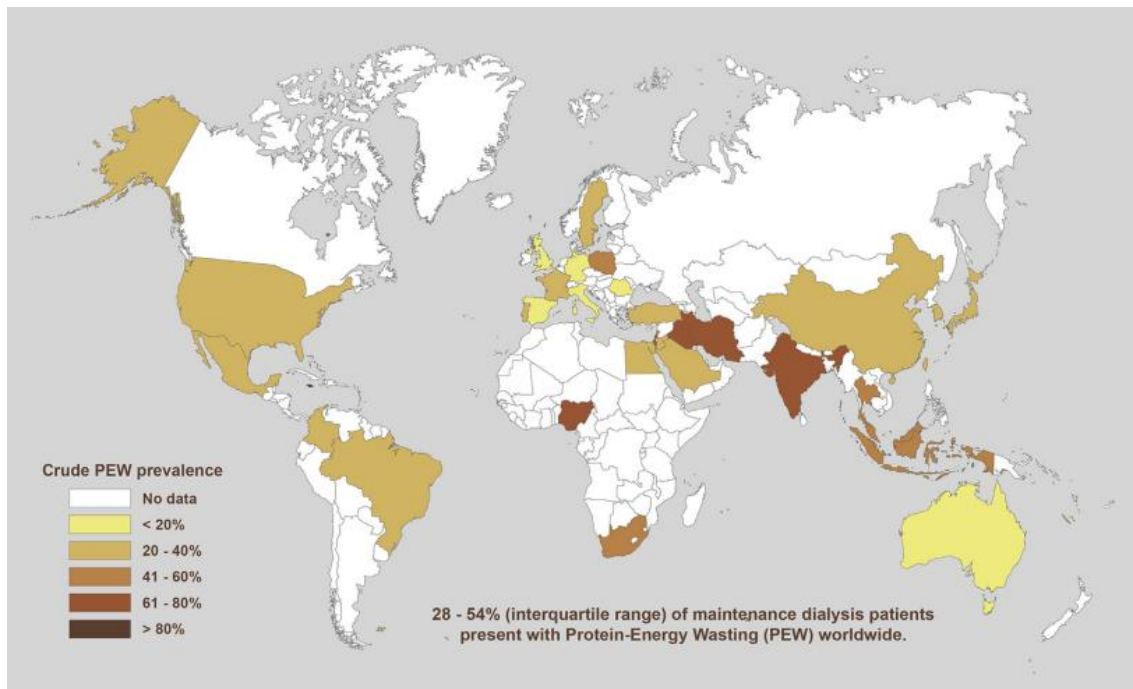 Crude PEW prevalence
No data
< 20%
20 - 40%
41 - 60%
61 - 80%
> 80%
28 - 54% (interquartile range) of maintenance dialysis patients
present with Protein-Energy Wasting (PEW) worldwide.